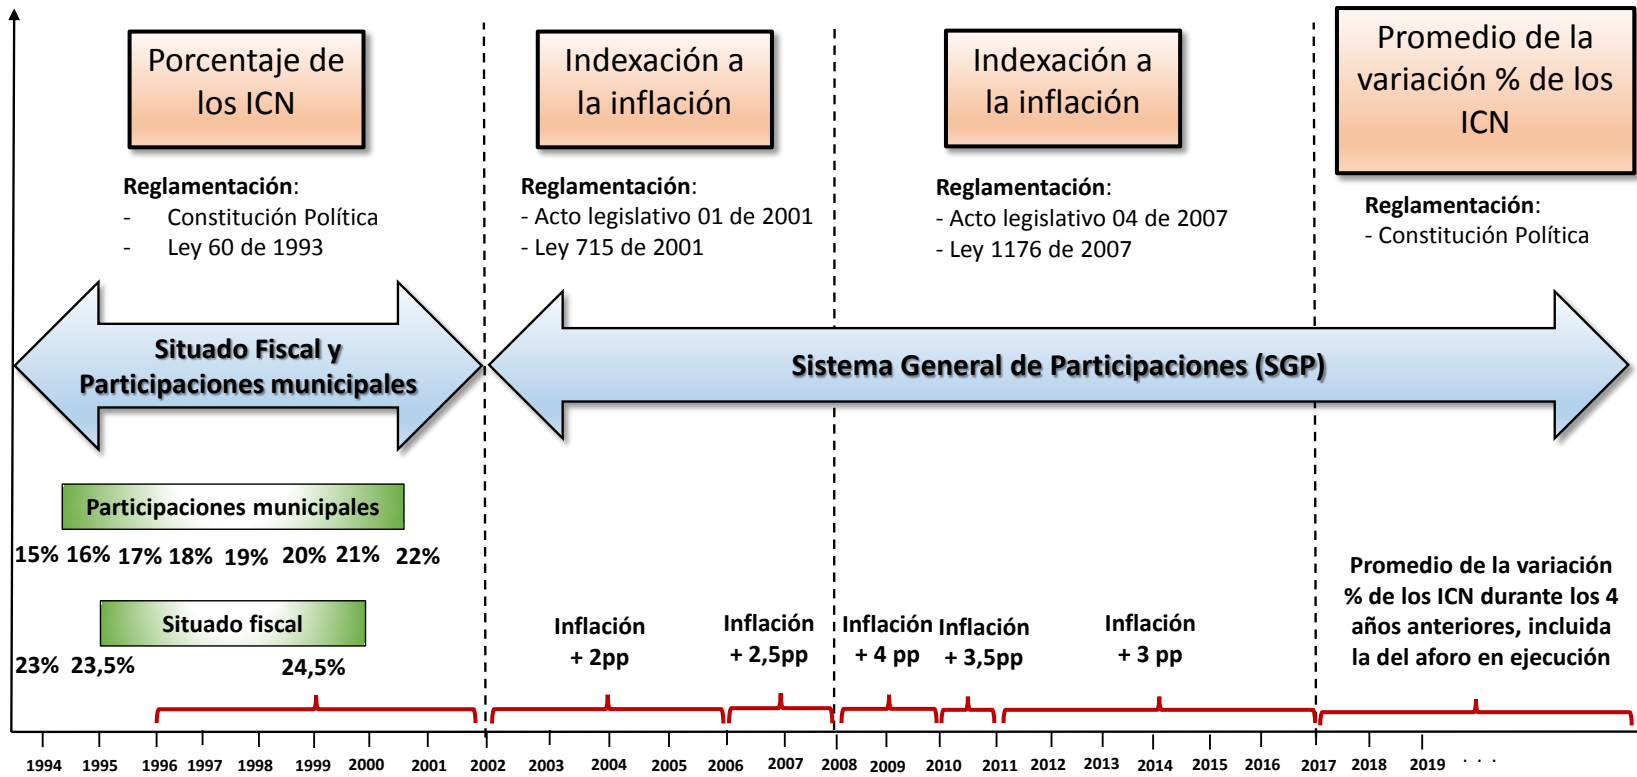 Porcentaje de
los ICN
Indexación a
la inflación
Indexación a
la inflación
Promedio de la
variación % de los
ICN
Reglamentación:
- Constitución Política
- Ley 60 de 1993
Reglamentación:
- Acto legislativo 01 de 2001
- Ley 715 de 2001
Reglamentación:
- Acto legislativo 04 de 2007
- Ley 1176 de 2007
Reglamentación:
- Constitución Política
Situado Fiscal y
Participaciones municipales
Sistema General de Participaciones (SGP)
Participaciones municipales
15% 16% 17% 18% 19% 20% 21% 22%
Situado fiscal
23% 23,5% 24,5%
Inflación
+ 2pp
Inflación
+ 2,5pp
Inflación
+ 4 pp
Inflación
+ 3,5pp
Inflación
+ 3 pp
Promedio de la variación
% de los ICN durante los 4
años anteriores, incluida
la del aforo en ejecución
1994 1995 1996 1997 1998 1999 2000 2001 2002 2003 2004 2005 2006 2007 2008 2009 2010 2011 2012 2013 2014 2015 2016 2017 2018 2019 . . .